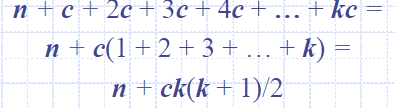 n + c + 2c + 3c + 4c + ... + kc =
n + c(1 + 2 + 3 + ... + k) =
n + ck(k + 1)/2